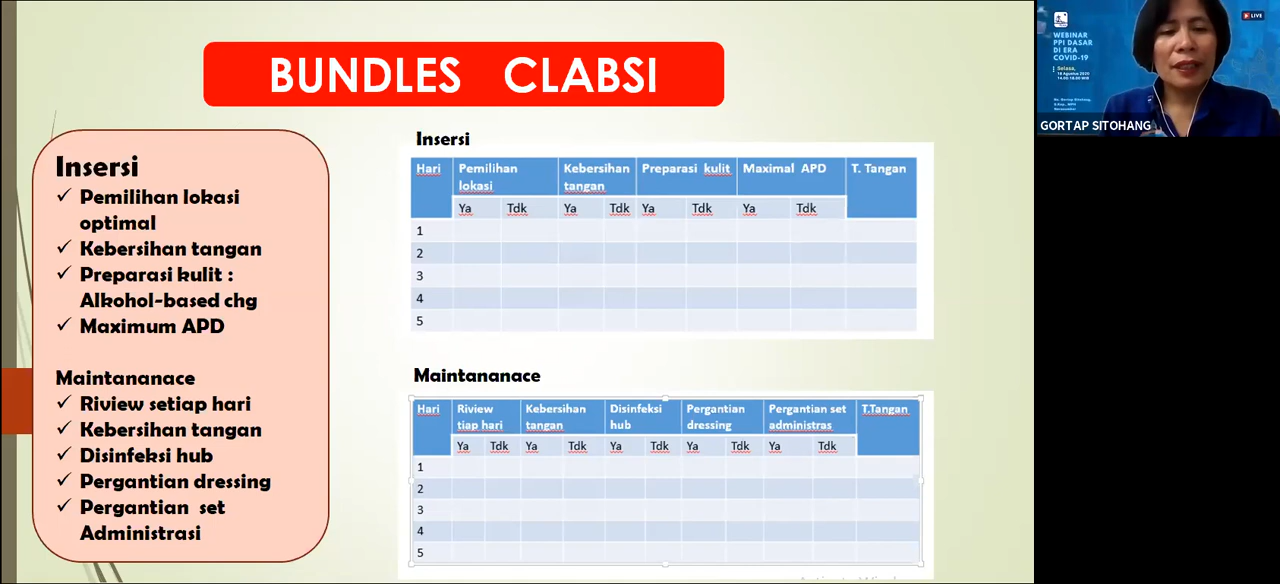 BUNDLES CLABSI
Insersi
✓ Pemilihan lokasi
optimal
✓ Kebersihan tangan
✓ Preparasi kulit :
Alkohol-based chg
✓ Maximum APD
Maintananace
✓ Riview setiap hari
✓ Kebersihan tangan
✓ Disinfeksi hub
✓ Pergantian dressing
✓ Pergantian set
Administrasi
Insersi
Hari Pemilihan lokasi Kebersihan tangan Preparasi kulit Maximal APD T. Tangan
Ya Tdk Ya Tdk Ya Tdk Ya Tdk
1
2
3
4
5
Maintananace
Hari Riview tiap hari Kebersihan tangan Disinfeksi hub Pergantian dressing Pergantian set administras T.Tangan
Ya Tdk Ya Tdk Ya Tdk Ya Tdk Ya Tdk
1
2
3
4
5
LIVE
WEBINAR
PPI DASAR
DI ERA
COVID-19
Selasa,
18 Agustus 2020
GORTAP SITOHANG